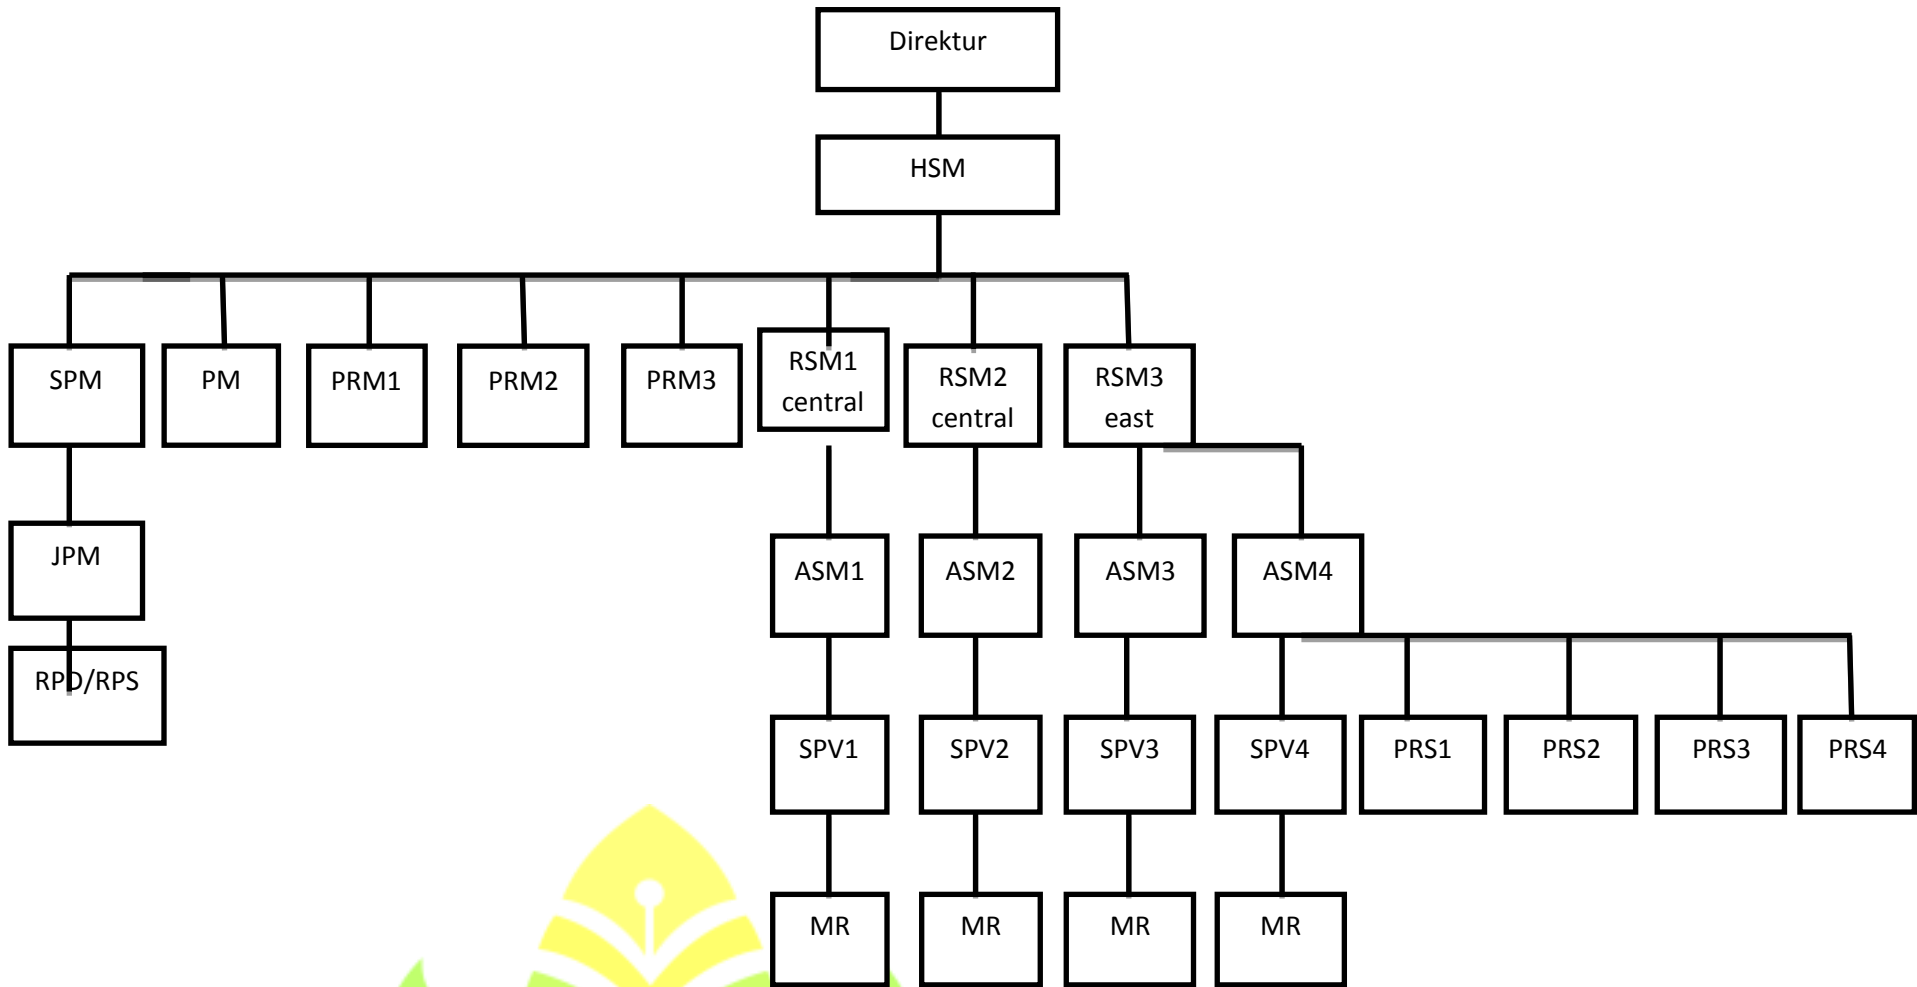 Direktur
HSM
SPM
PM
PRM1
PRM2
PRM3
RSM1
central
RSM2
central
RSM3
east
JPM
ASM1
ASM2
ASM3
ASM4
RPD/RPS
SPV1
SPV2
SPV3
SPV4
PRS1
PRS2
PRS3
PRS4
MR
MR
MR
MR